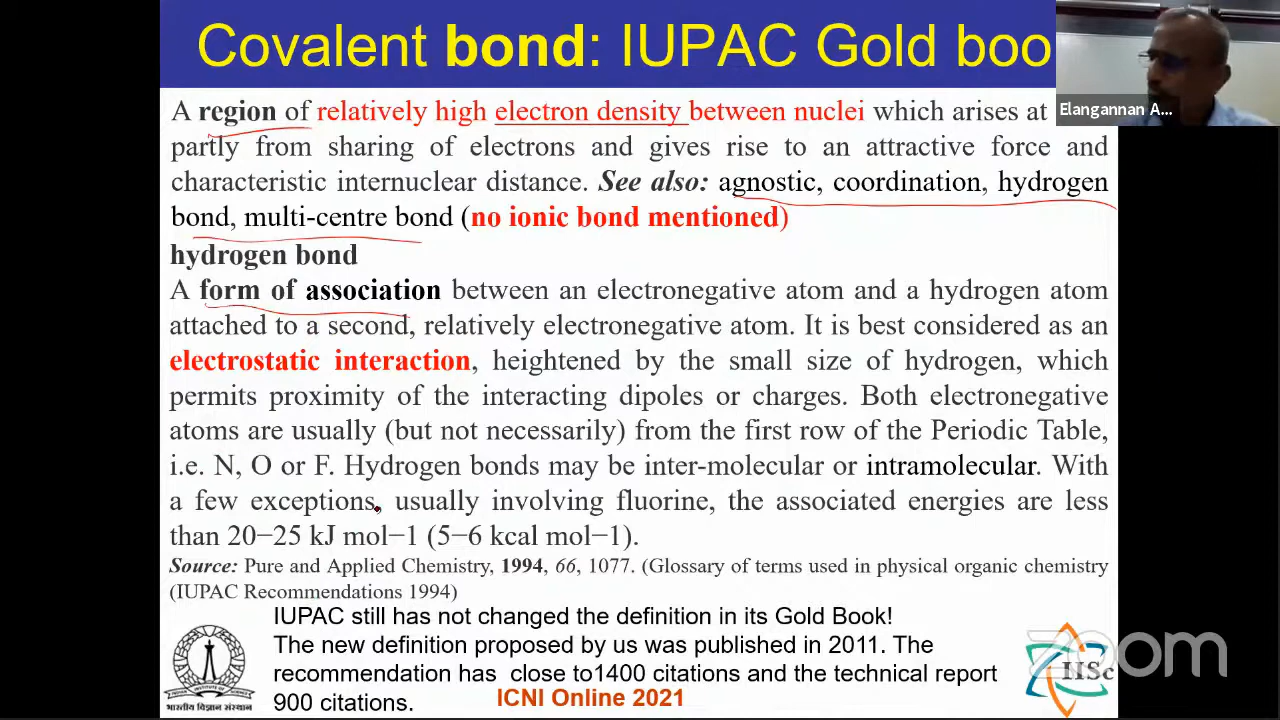 Covalent bond: IUPAC Gold boo
Elangannan A...
A region of relatively high electron density between nuclei which arises at
partly from sharing of electrons and gives rise to an attractive force and
characteristic internuclear distance. See also: agnostic, coordination, hydrogen
bond, multi-centre bond (no ionic bond mentioned)
hydrogen bond
A form of association between an electronegative atom and a hydrogen atom
attached to a second, relatively electronegative atom. It is best considered as an
electrostatic interaction, heightened by the small size of hydrogen, which
permits proximity of the interacting dipoles or charges. Both electronegative
atoms are usually (but not necessarily) from the first row of the Periodic Table,
i.e. N, O or F. Hydrogen bonds may be inter-molecular or intramolecular. With
a few exceptions, usually involving fluorine, the associated energies are less
than 20−25 kJ mol−1 (5−6 kcal mol−1).
Source: Pure and Applied Chemistry, 1994, 66, 1077. (Glossary of terms used in physical organic chemistry
(IUPAC Recommendations 1994)
IUPAC still has not changed the definition in its Gold Book!
The new definition proposed by us was published in 2011. The
recommendation has close to1400 citations and the technical report
900 citations.
ICNI Online 2021
भारतीय विज्ञान संस्थान
IISc
zoom